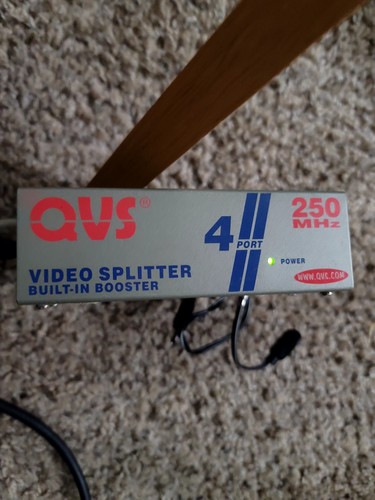 QVS®
4
PORT
250
MHz
POWER
VIDEO SPLITTER
BUILT-IN BOOSTER
WWW.QVS.COM